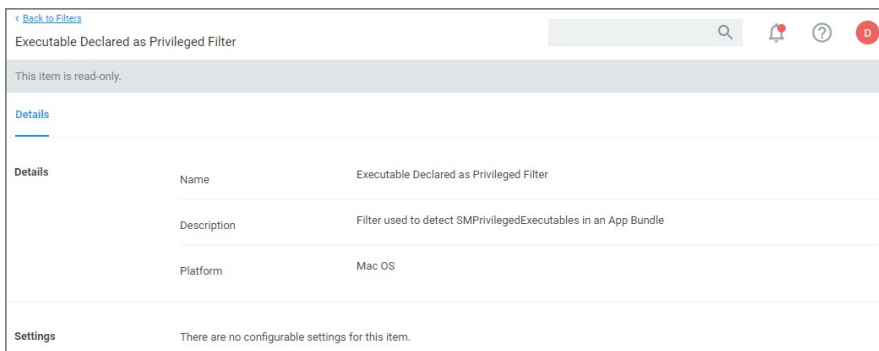 ‹ Back to Filters
Executable Declared as Privileged Filter
D
This item is read-only.
Details
Details
Name
Executable Declared as Privileged Filter
Description
Filter used to detect SMPrivilegedExecutables in an App Bundle
Platform
Mac OS
Settings
There are no configurable settings for this item.